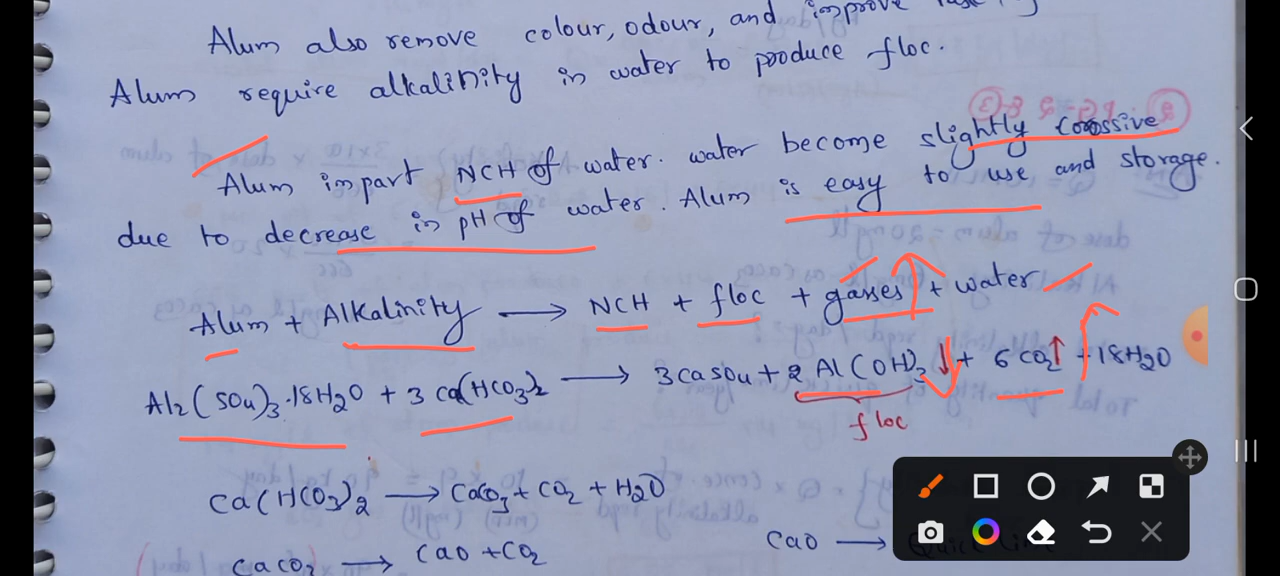 Alum also remove colour, odour, and improve
Alum require alkalinity in water to produce floc.
Alum impart NCH of water. water become slightly corossive
due to decrease in pH of water. Alum is easy to use and storage.
Alum + Alkalinity → NCH + floc + gasses ↑ + water
Al2(SO4)3·18H2O + 3 Ca(HCO3)2 → 3CaSO4 + 2 Al(OH)3 ↓ + 6 CO2 ↑ + 18H2O
floc
Ca(HCO3)2 → CaCO3 + CO2 + H2O
CaO →
CaCO3 → CaO + CO2